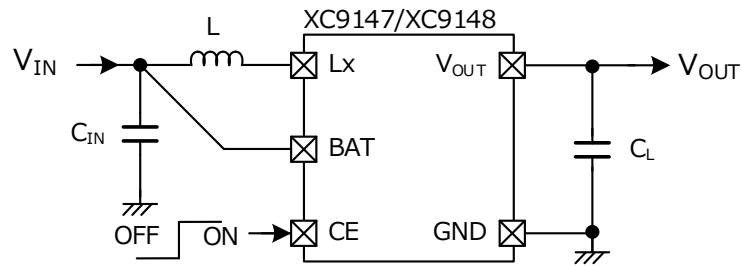 XC9147/XC9148
L
VIN
Lx
VOUT
VOUT
CIN
BAT
CL
OFF
ON
CE
GND